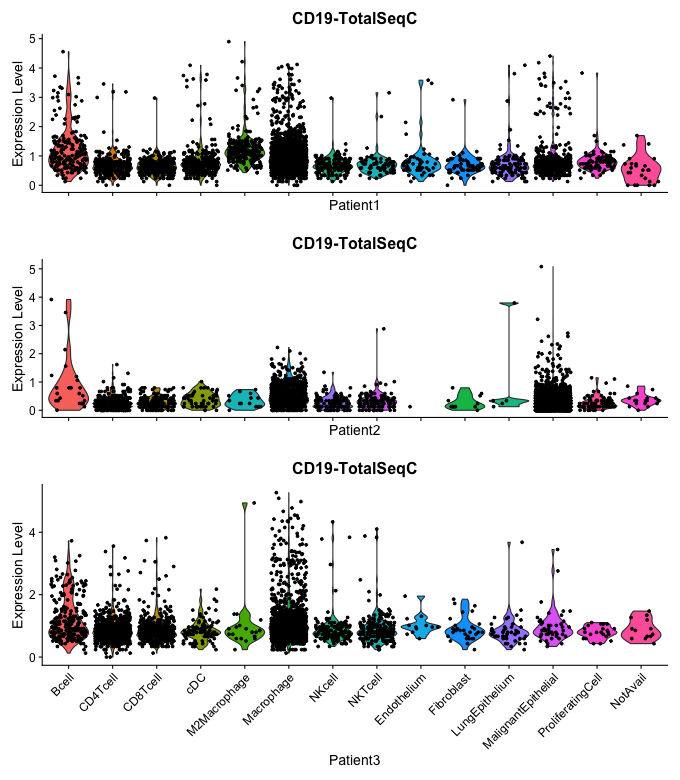 CD19-TotalSeqC
Expression Level
5
4
3
2
1
0
Patient1
CD19-TotalSeqC
Expression Level
5
4
3
2
1
0
Patient2
CD19-TotalSeqC
Expression Level
4
2
0
Bcell
CD4Tcell
CD8Tcell
cDC
M2Macrophage
Macrophage
NKcell
NKTcell
Endothelium
Fibroblast
LungEpithelium
MalignantEpithelial
ProliferatingCell
NotAvail
Patient3